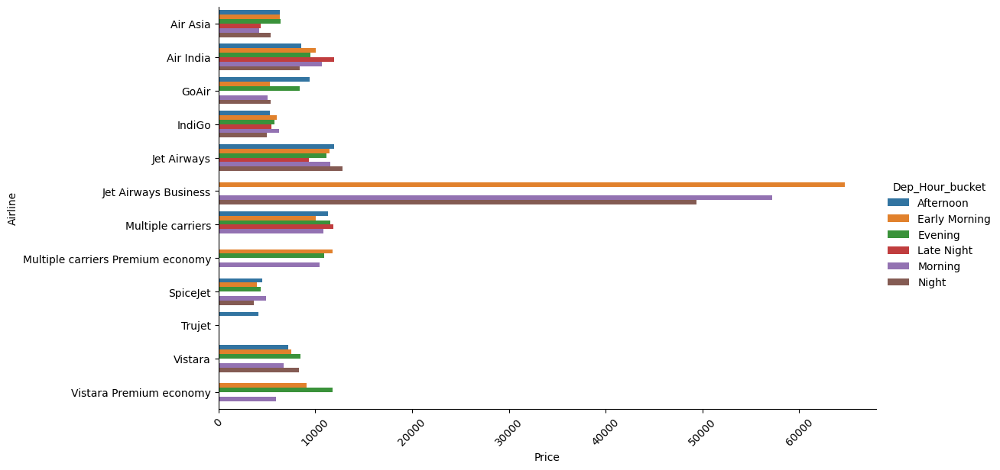 Airline
Air Asia
Air India
GoAir
IndiGo
Jet Airways
Jet Airways Business
Multiple carriers
Multiple carriers Premium economy
SpiceJet
Trujet
Vistara
Vistara Premium economy
0
10000
20000
30000
40000
50000
60000
Price
Dep_Hour_bucket
Afternoon
Early Morning
Evening
Late Night
Morning
Night